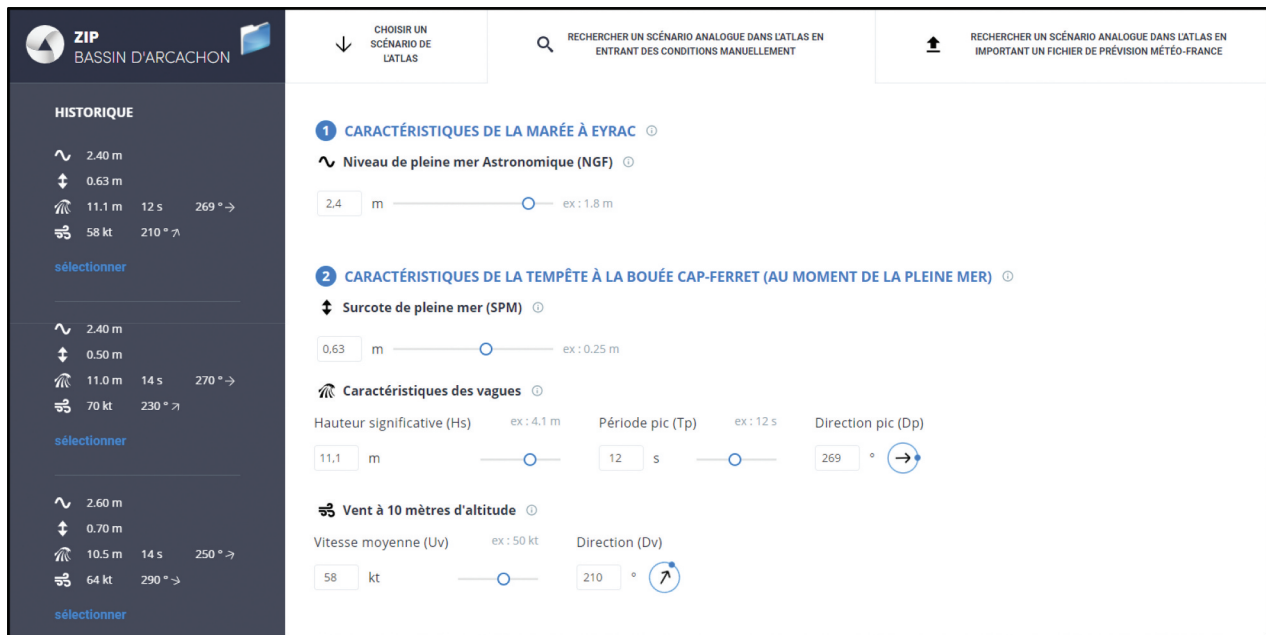 ZIP
BASSIN D'ARCACHON
CHOISIR UN
SCÉNARIO DE
L'ATLAS
RECHERCHER UN SCÉNARIO ANALOGUE DANS L'ATLAS EN
ENTRANT DES CONDITIONS MANUELLEMENT
RECHERCHER UN SCÉNARIO ANALOGUE DANS L'ATLAS EN
IMPORTANT UN FICHIER DE PRÉVISION MÉTÉO-FRANCE
HISTORIQUE
2.40 m
0.63 m
11.1 m 12 s 269 °
58 kt 210 °
sélectionner
2.40 m
0.50 m
11.0 m 14 s 270 °
70 kt 230 °
sélectionner
2.60 m
0.70 m
10.5 m 14 s 250 °
64 kt 290 °
sélectionner
1 CARACTÉRISTIQUES DE LA MARÉE À EYRAC
Niveau de pleine mer Astronomique (NGF)
2,4 m ex : 1.8 m
2 CARACTÉRISTIQUES DE LA TEMPÊTE À LA BOUÉE CAP-FERRET (AU MOMENT DE LA PLEINE MER)
Surcote de pleine mer (SPM)
0,63 m ex : 0.25 m
Caractéristiques des vagues
Hauteur significative (Hs) ex : 4.1 m Période pic (Tp) ex : 12 s Direction pic (Dp)
11,1 m 12 s 269 °
Vent à 10 mètres d'altitude
Vitesse moyenne (Uv) ex : 50 kt Direction (Dv)
58 kt 210 °